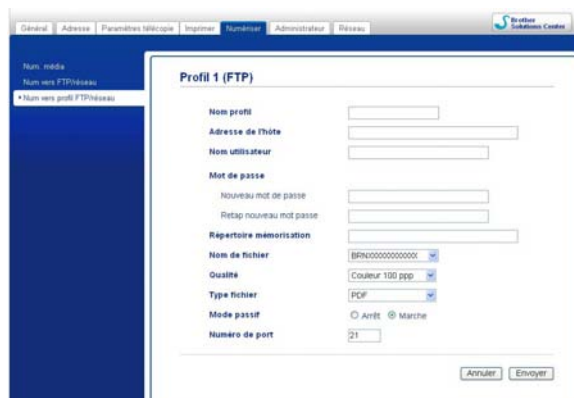 Général Adresse Paramètres télécopie Imprimer Numériser Administrateur Réseau
Brother Solutions Center
Num. média
Num vers FTP/réseau
Num vers profil FTP/réseau
Profil 1 (FTP)
Nom profil
Adresse de l'hôte
Nom utilisateur
Mot de passe
Nouveau mot de passe
Retap nouveau mot passe
Répertoire mémorisation
Nom de fichier BRNXXXXXXXXXXXX
Qualité Couleur 100 ppp
Type fichier PDF
Mode passif Arrêt Marche
Numéro de port 21
Annuler Envoyer